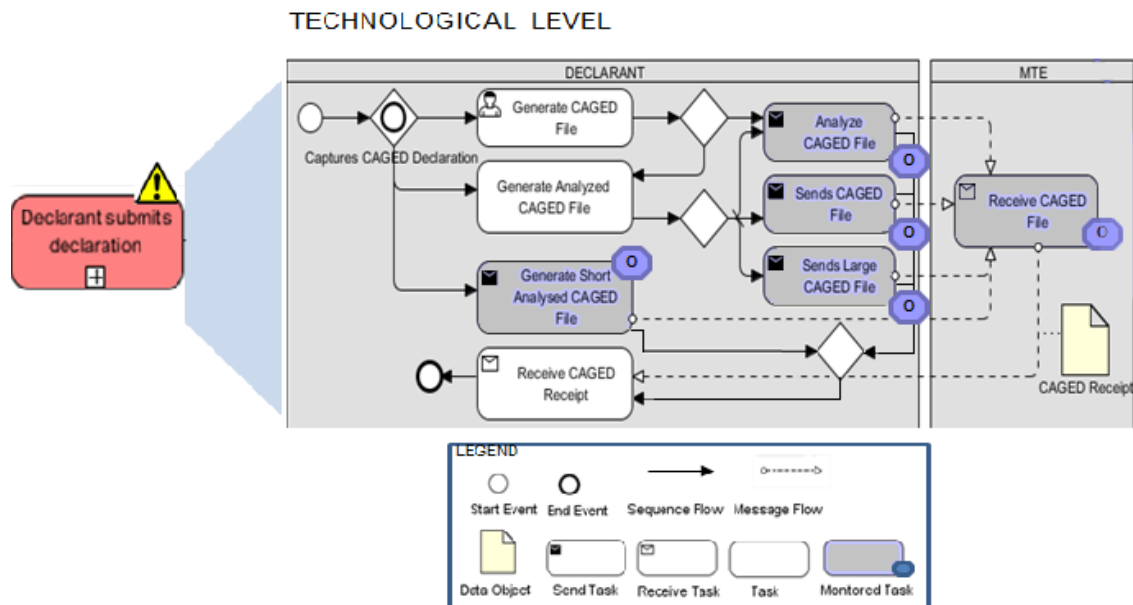 TECHNOLOGICAL LEVEL
DECLARANT
MTE
Declarant submits
declaration
Captures CAGED Declaration
Generate CAGED
File
Generate Analyzed
CAGED File
Generate Short
Analysed CAGED
File
Receive CAGED
Receipt
Analyze
CAGED File
O
Sends CAGED
File
O
Sends Large
CAGED File
O
O
Receive CAGED
File
O
CAGED Receipt
LEGEND
Start Event
End Event
Sequence Flow
Message Flow
Data Object
Send Task
Receive Task
Task
Montored Task